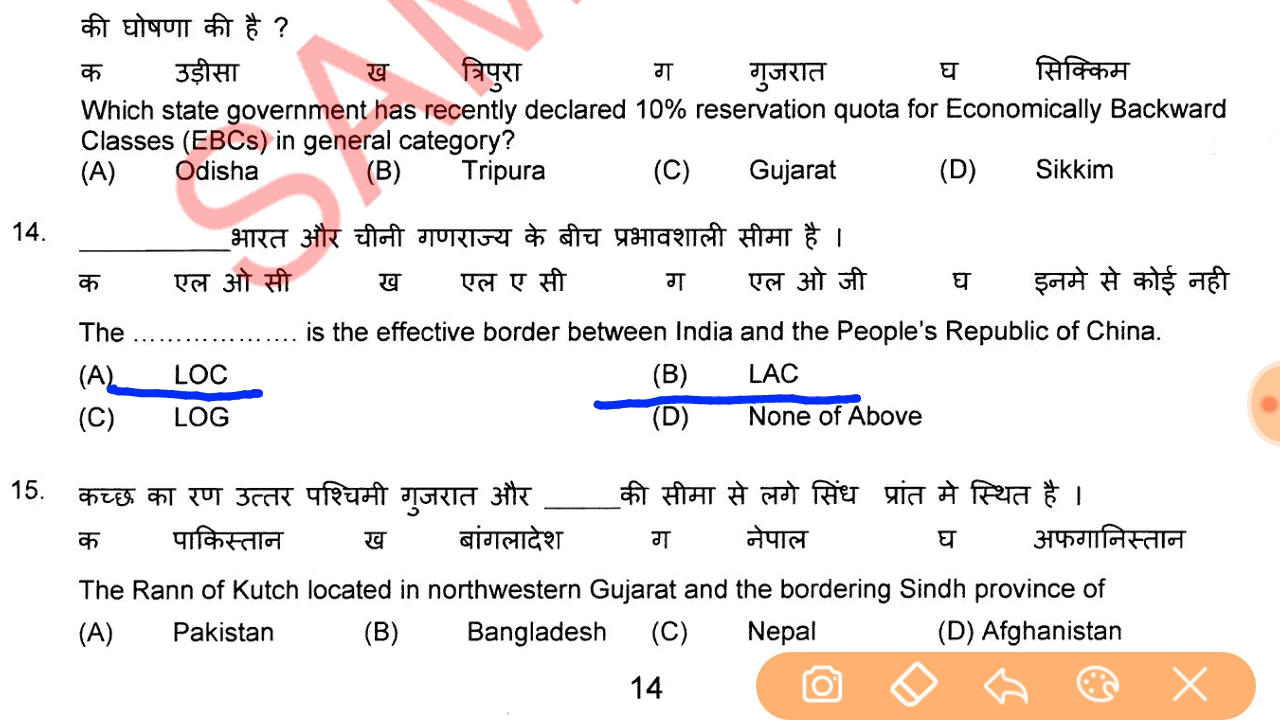 की घोषणा की है ?
क उड़ीसा ख त्रिपुरा ग गुजरात घ सिक्किम
Which state government has recently declared 10% reservation quota for Economically Backward
Classes (EBCs) in general category?
(A) Odisha (B) Tripura (C) Gujarat (D) Sikkim
14. __________भारत और चीनी गणराज्य के बीच प्रभावशाली सीमा है ।
क एल ओ सी ख एल ए सी ग एल ओ जी घ इनमे से कोई नही
The ................... is the effective border between India and the People's Republic of China.
(A) LOC (B) LAC
(C) LOG (D) None of Above
15. कच्छ का रण उत्तर पश्चिमी गुजरात और _____की सीमा से लगे सिंध प्रांत मे स्थित है ।
क पाकिस्तान ख बांगलादेश ग नेपाल घ अफगानिस्तान
The Rann of Kutch located in northwestern Gujarat and the bordering Sindh province of
(A) Pakistan (B) Bangladesh (C) Nepal (D) Afghanistan
14